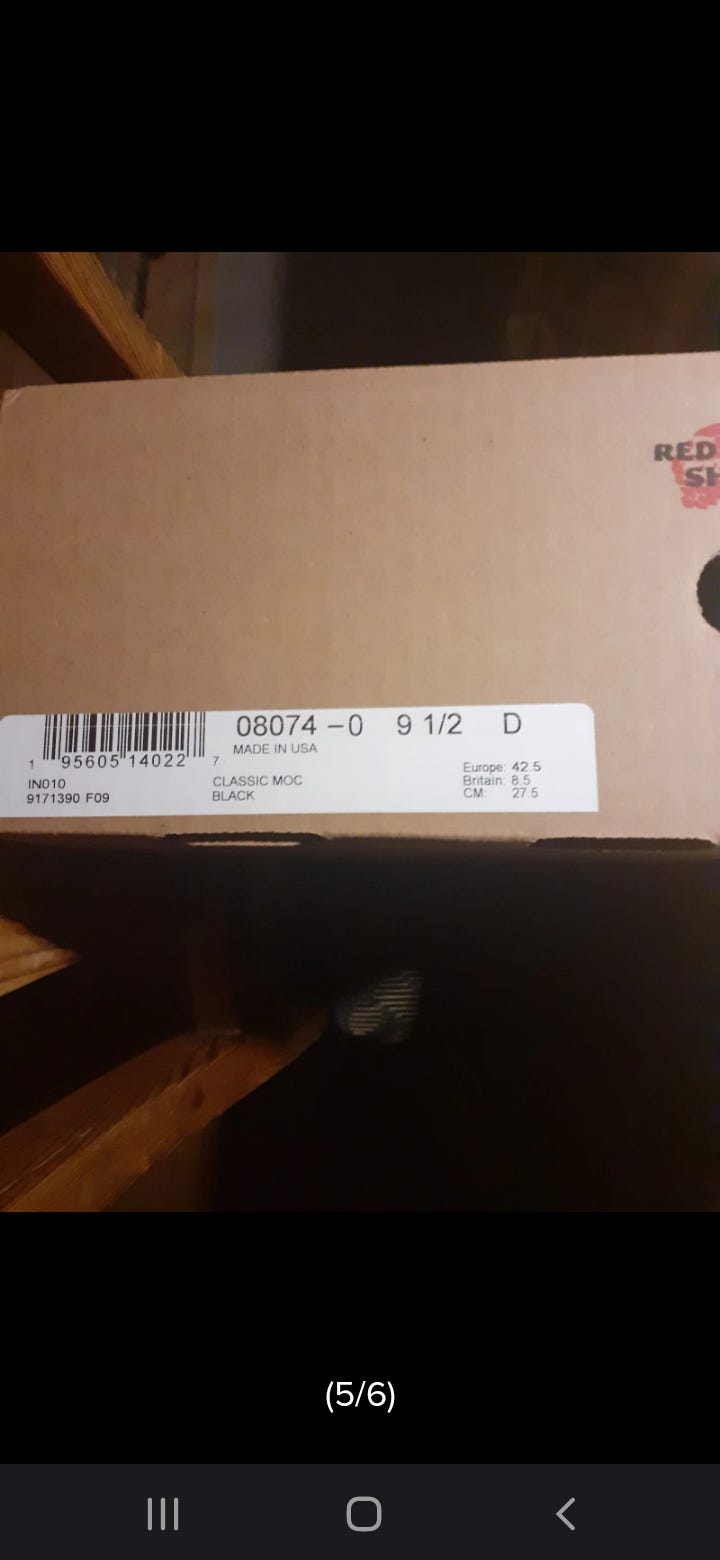 RED
SH
08074-0 9 1/2 D
MADE IN USA
1 95605 14022 7
Europe: 42.5
IN010 CLASSIC MOC Britain: 8.5
9171390 F09 BLACK CM: 27.5
(5/6)